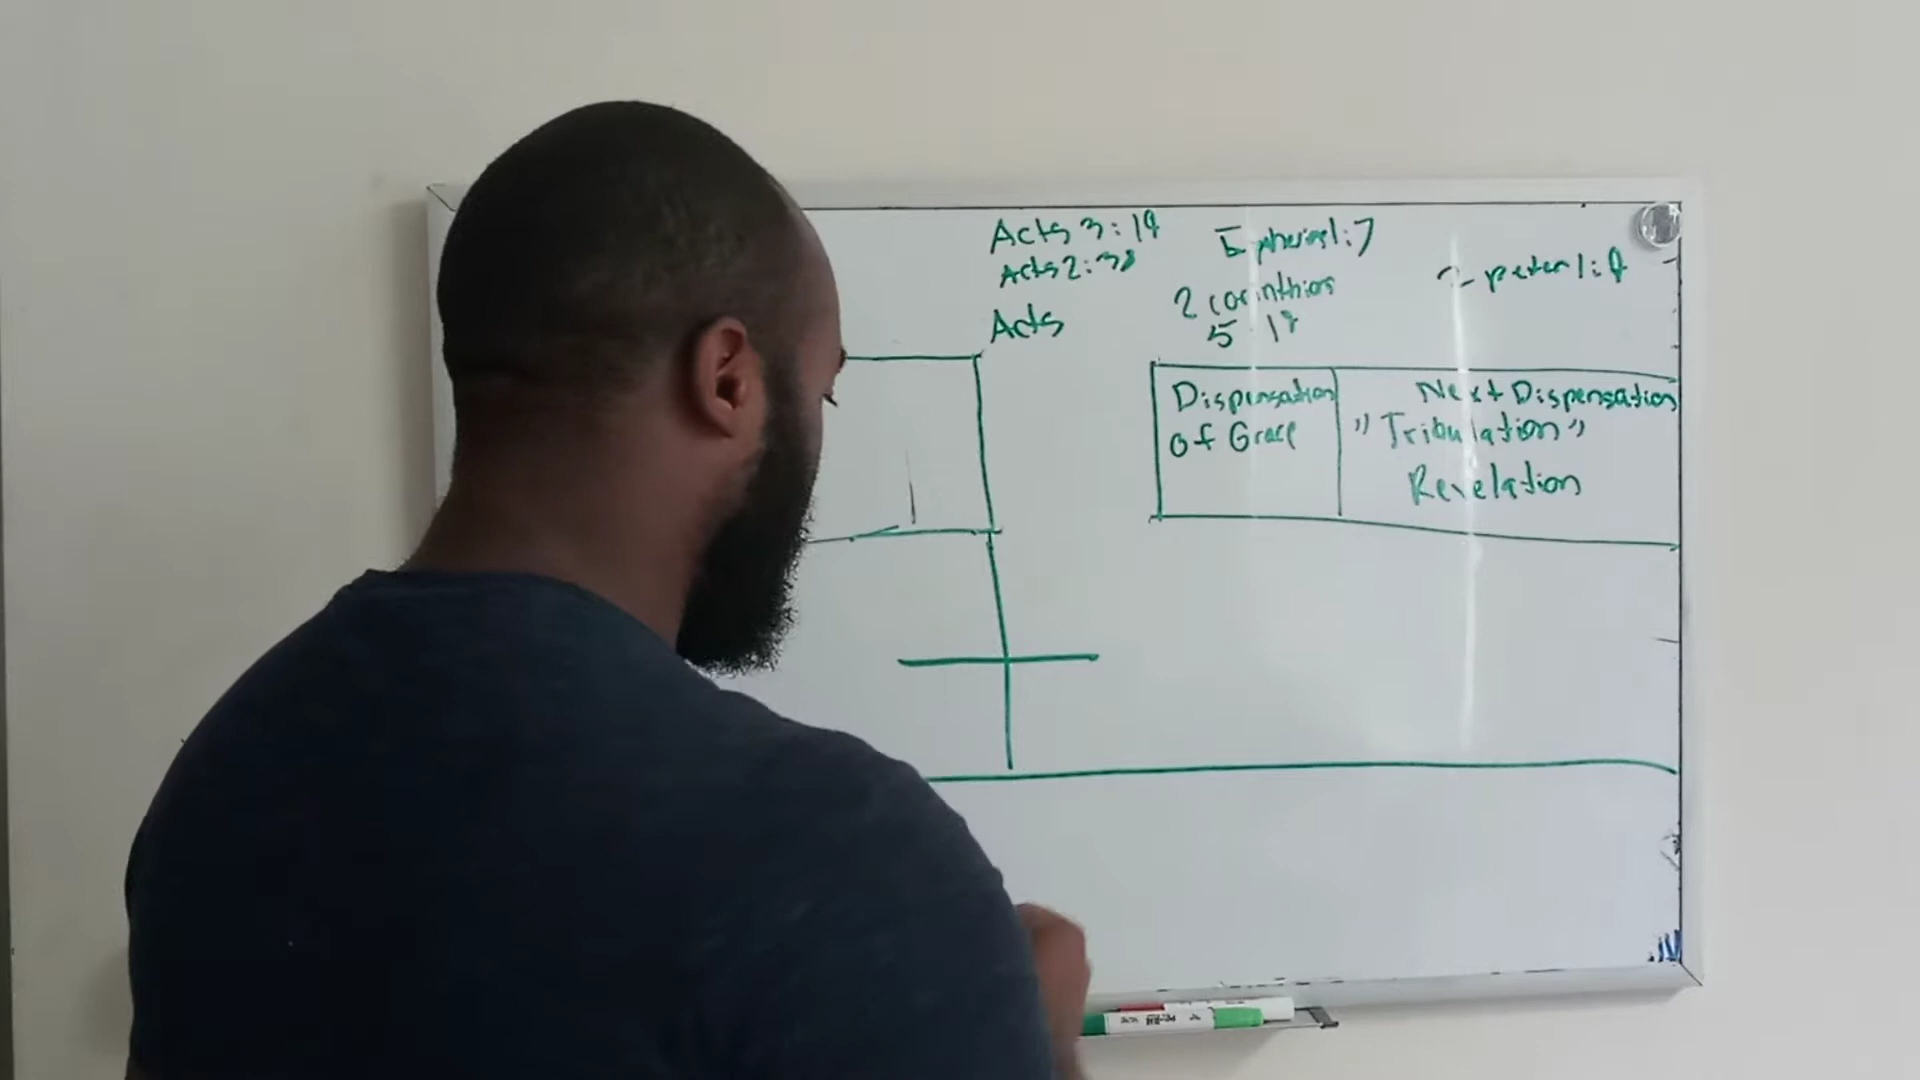 Acts 3:19
Acts 2:38
Acts
Ephesians 1:7
2 corinthians
5 18
2 peter 1:9
Dispensation
of Grace
Next Dispensation
"Tribulation"
Revelation